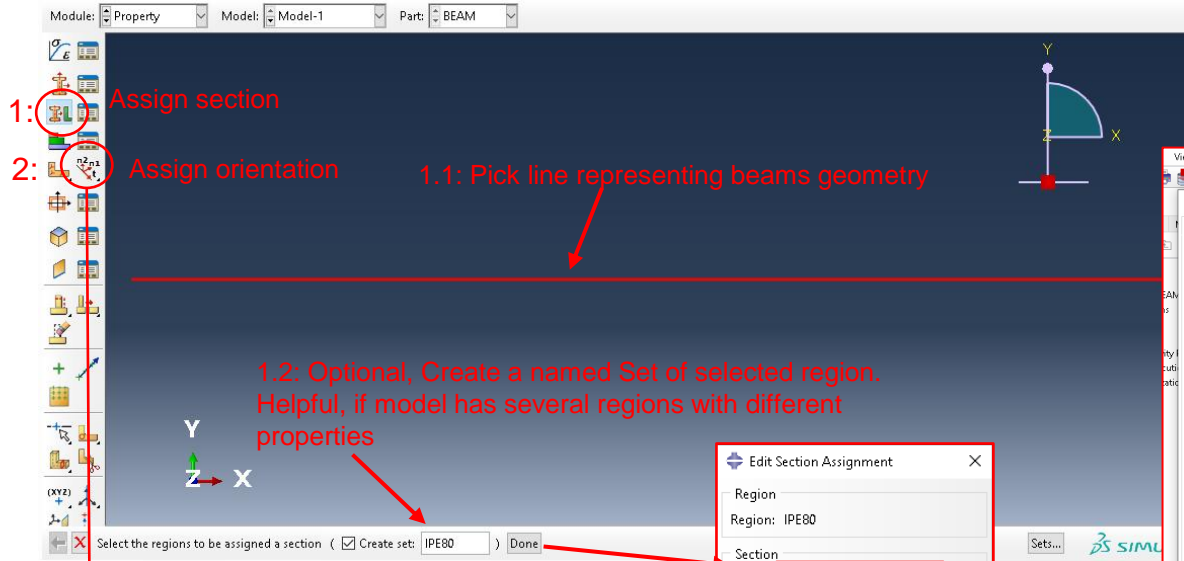 Module: Property Model: Model-1 Part: BEAM
σ ε
1: Assign section
2: n2 n1 t Assign orientation
1.1: Pick line representing beams geometry
Y
Z X
1.2: Optional, Create a named Set of selected region.
Helpful, if model has several regions with different
properties
Y
Z X
(XYZ)
Edit Section Assignment
Region
Region: IPE80
Section
Select the regions to be assigned a section ( Create set: IPE80 ) Done
Sets...